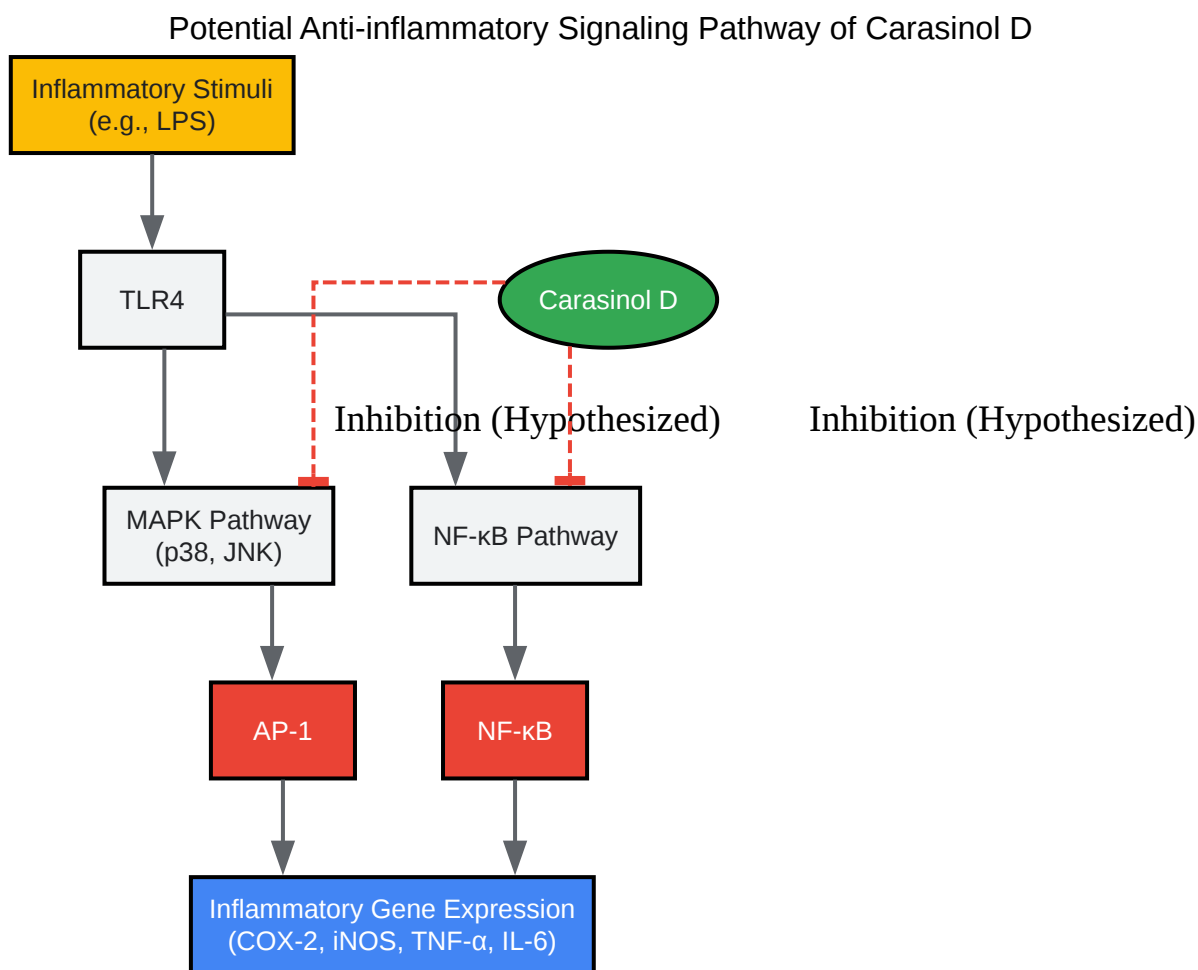 Potential Anti-inflammatory Signaling Pathway of Carasinol D
Inflammatory Stimuli
(e.g., LPS)
TLR4
Carasinol D
Inhibition (Hypothesized)
Inhibition (Hypothesized)
MAPK Pathway
(p38, JNK)
NF-κB Pathway
AP-1
NF-κB
Inflammatory Gene Expression
(COX-2, iNOS, TNF-α, IL-6)